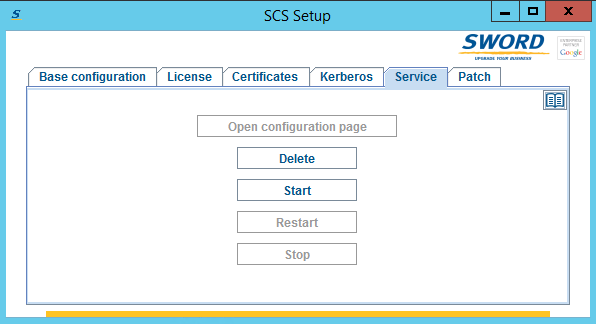 S
SCS Setup
X
SWORD
UPGRADE YOUR BUSINESS
ENTERPRISE
PARTNER
Google
Base configuration License Certificates Kerberos Service Patch
Open configuration page
Delete
Start
Restart
Stop